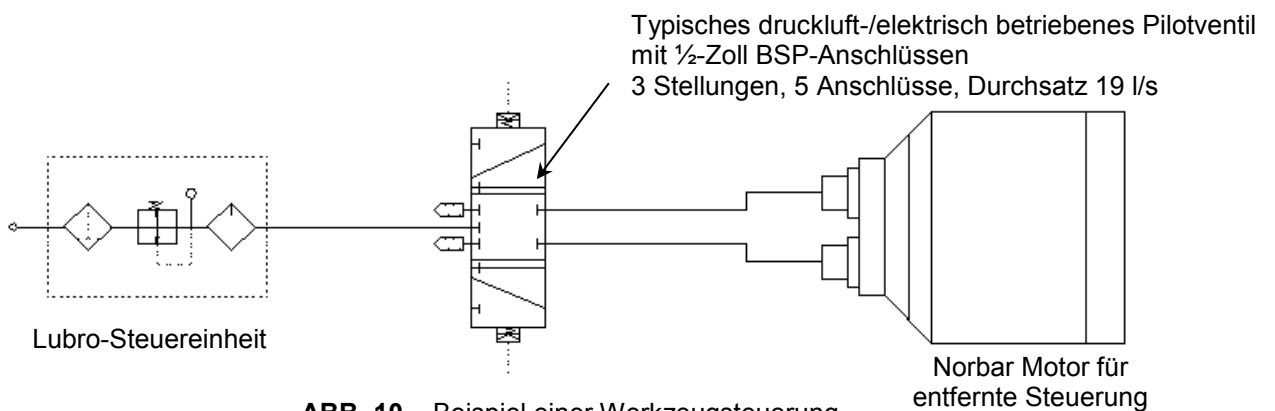 Typisches druckluft-/elektrisch betriebenes Pilotventil
mit ½-Zoll BSP-Anschlüssen
3 Stellungen, 5 Anschlüsse, Durchsatz 19 l/s
Lubro-Steuereinheit
Norbar Motor für
entfernte Steuerung
ABB. 10 – Beispiel einer Werkzeugsteuerung